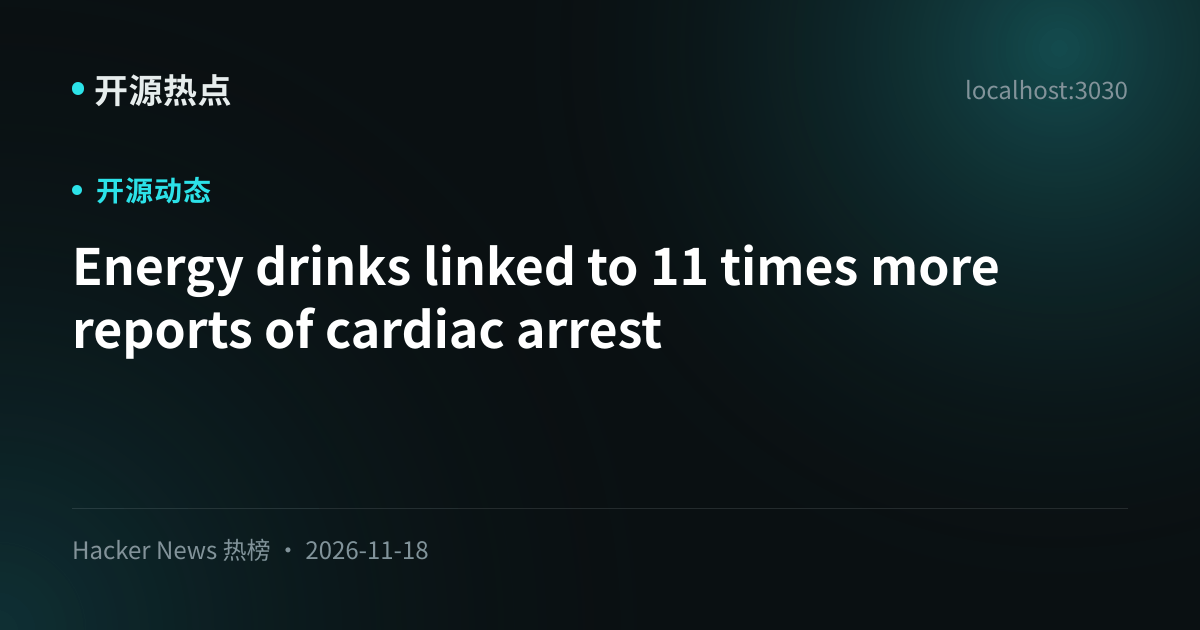 开源热点
localhost:3030
开源动态
Energy drinks linked to 11 times more
reports of cardiac arrest
Hacker News 热榜 · 2026-11-18